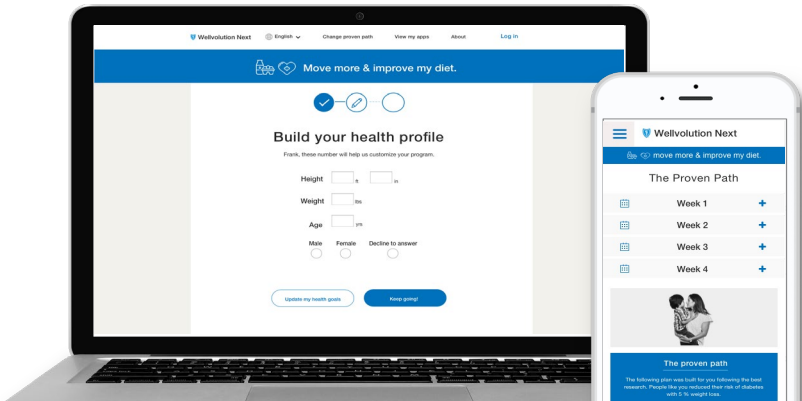 Wellvolution Next
English
Change proven path
View my apps
About
Log in
Move more & improve my diet.
Build your health profile
Frank, these number will help us customize your program.
Height ft in
Weight lbs
Age yrs
Male Female Decline to answer
Update my health goals
Keep going!
Wellvolution Next
move more & improve my diet.
The Proven Path
Week 1
Week 2
Week 3
Week 4
The proven path
The following plan was built for you following the best
research. People like you reduced their risk of diabetes
with 5 % weight loss.